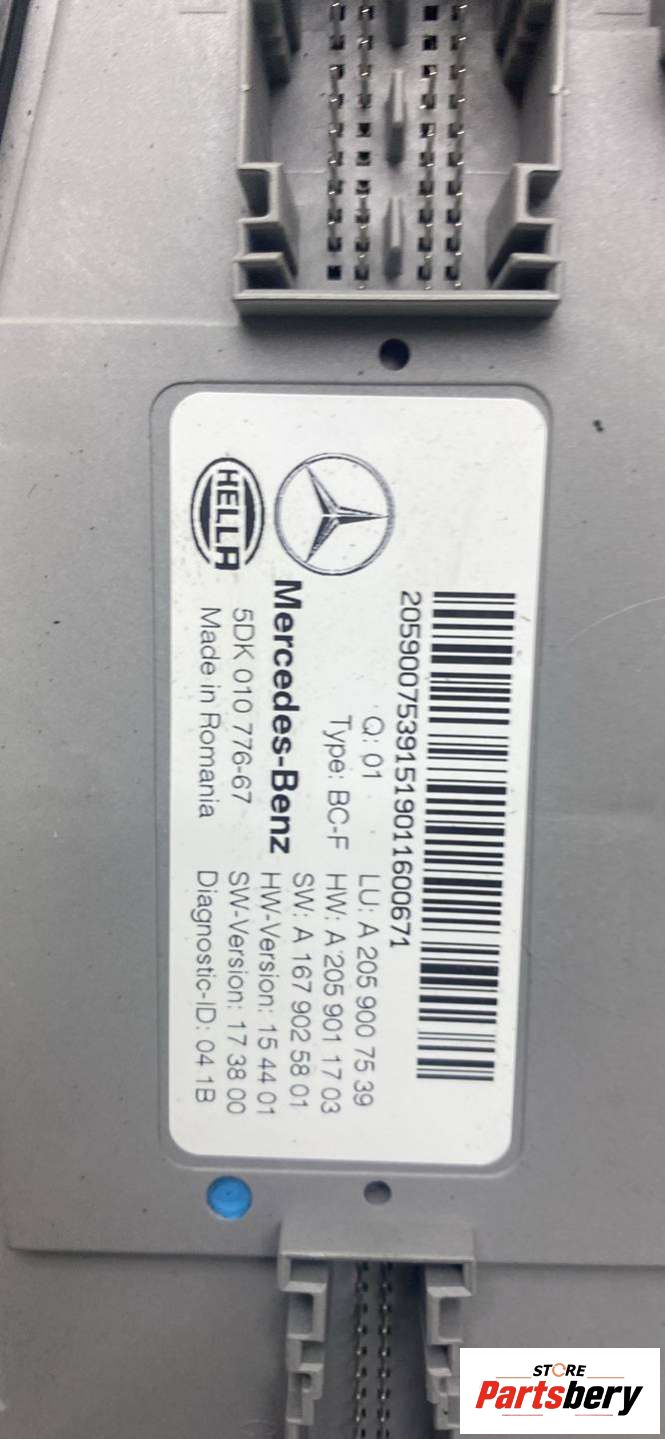 2059007539151901160​0671
Q: 01
LU: A 205 900 75 39
Type: BC-F
HW: A 205 901 17 03
Mercedes-Benz
SW: A 167 902 58 01
HELLA
HW-Version: 15 44 01
5DK 010 776-67
SW-Version: 17 38 00
Made in Romania
Diagnostic-ID: 04 1B
STORE
Partsbery